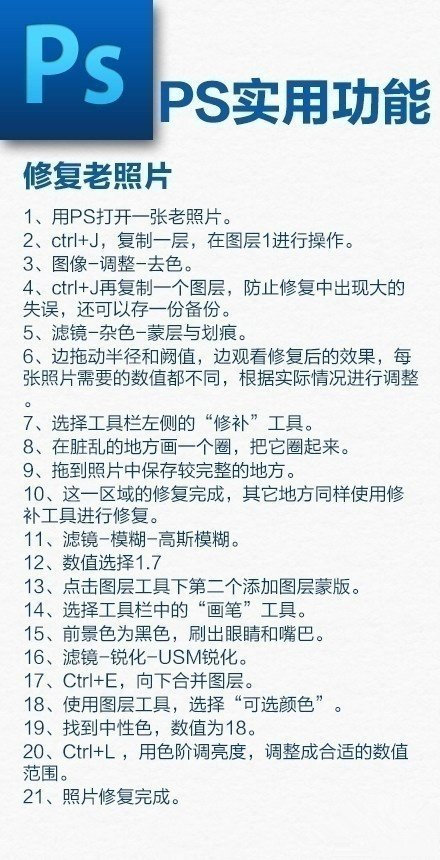 Ps
PS实用功能
修复老照片
1、用PS打开一张老照片。
2、ctrl+J，复制一层，在图层1进行操作。
3、图像-调整-去色。
4、ctrl+J再复制一个图层，防止修复中出现大的
失误，还可以存一份备份。
5、滤镜-杂色-蒙层与划痕。
6、边拖动半径和阙值，边观看修复后的效果，每
张照片需要的数值都不同，根据实际情况进行调整
。
7、选择工具栏左侧的“修补”工具。
8、在脏乱的地方画一个圈，把它圈起来。
9、拖到照片中保存较完整的地方。
10、这一区域的修复完成，其它地方同样使用修
补工具进行修复。
11、滤镜-模糊-高斯模糊。
12、数值选择1.7
13、点击图层工具下第二个添加图层蒙版。
14、选择工具栏中的“画笔”工具。
15、前景色为黑色，刷出眼睛和嘴巴。
16、滤镜-锐化-USM锐化。
17、Ctrl+E，向下合并图层。
18、使用图层工具，选择“可选颜色”。
19、找到中性色，数值为18。
20、Ctrl+L ，用色阶调亮度，调整成合适的数值
范围。
21、照片修复完成。